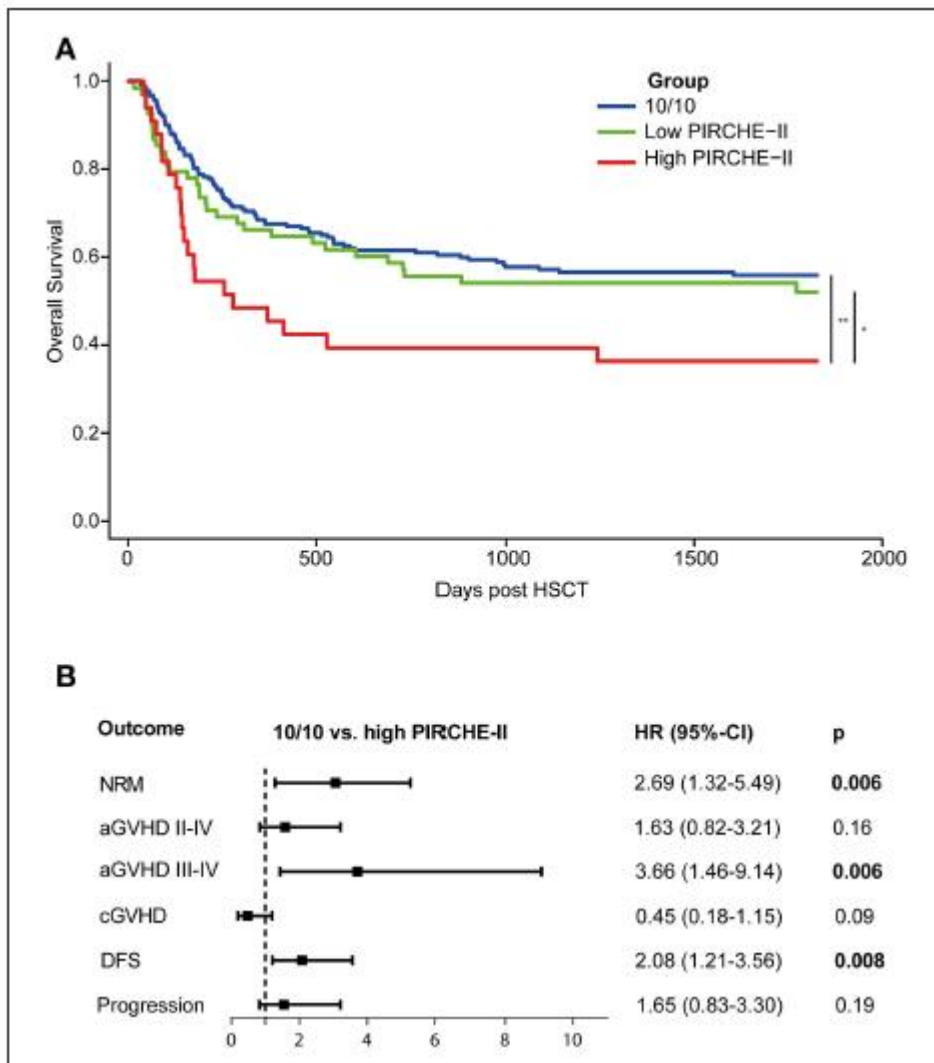 A
Group
10/10
Low PIRCHE-II
High PIRCHE-II
Overall Survival
1.0
0.8
0.6
0.4
0.2
0.0
** *
0 500 1000 1500 2000
Days post HSCT
B
Outcome 10/10 vs. high PIRCHE-II HR (95%-CI) p
NRM 2.69 (1.32-5.49) 0.006
aGVHD II-IV 1.63 (0.82-3.21) 0.16
aGVHD III-IV 3.66 (1.46-9.14) 0.006
cGVHD 0.45 (0.18-1.15) 0.09
DFS 2.08 (1.21-3.56) 0.008
Progression 1.65 (0.83-3.30) 0.19
0 2 4 6 8 10